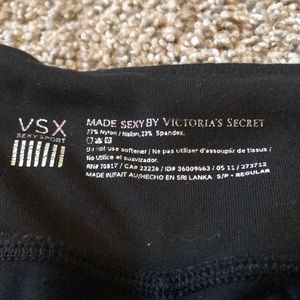 VSX
SEXY SPORT
MADE SEXY BY VICTORIA'S SECRET
77% Nylon / Nailon, 23% Spandex.
Do not use softener / Ne pas utiliser d'assouplir de tissus /
No utilice el suavizador.
RN# 70817 / CA# 23226 / ID# 36009463 / 05 11 / 273712
MADE IN/FAIT AU/HECHO EN SRI LANKA S/P - REGULAR